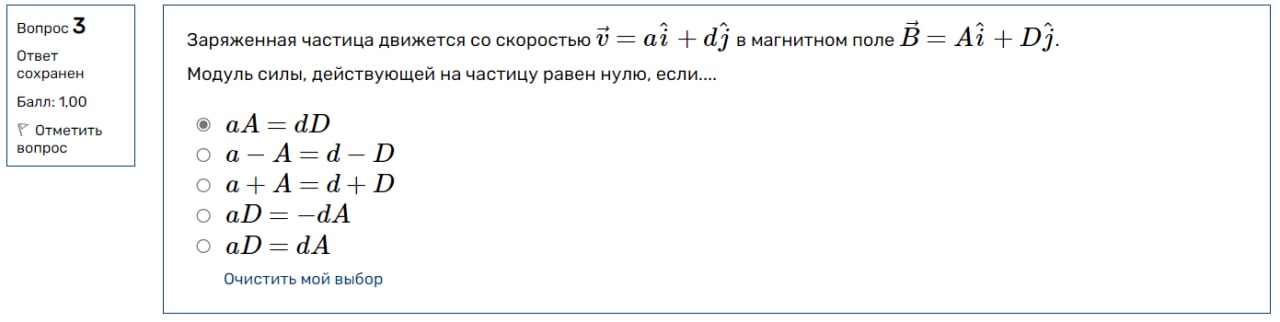 Вопрос 3
Ответ
сохранен
Балл: 1,00
Отметить
вопрос
Заряженная частица движется со скоростью $\vec{v} = a\hat{i} + d\hat{j}$ в магнитном поле $\vec{B} = A\hat{i} + D\hat{j}$.
Модуль силы, действующей на частицу равен нулю, если....
$aA = dD$
$a - A = d - D$
$a + A = d + D$
$aD = -dA$
$aD = dA$
Очистить мой выбор